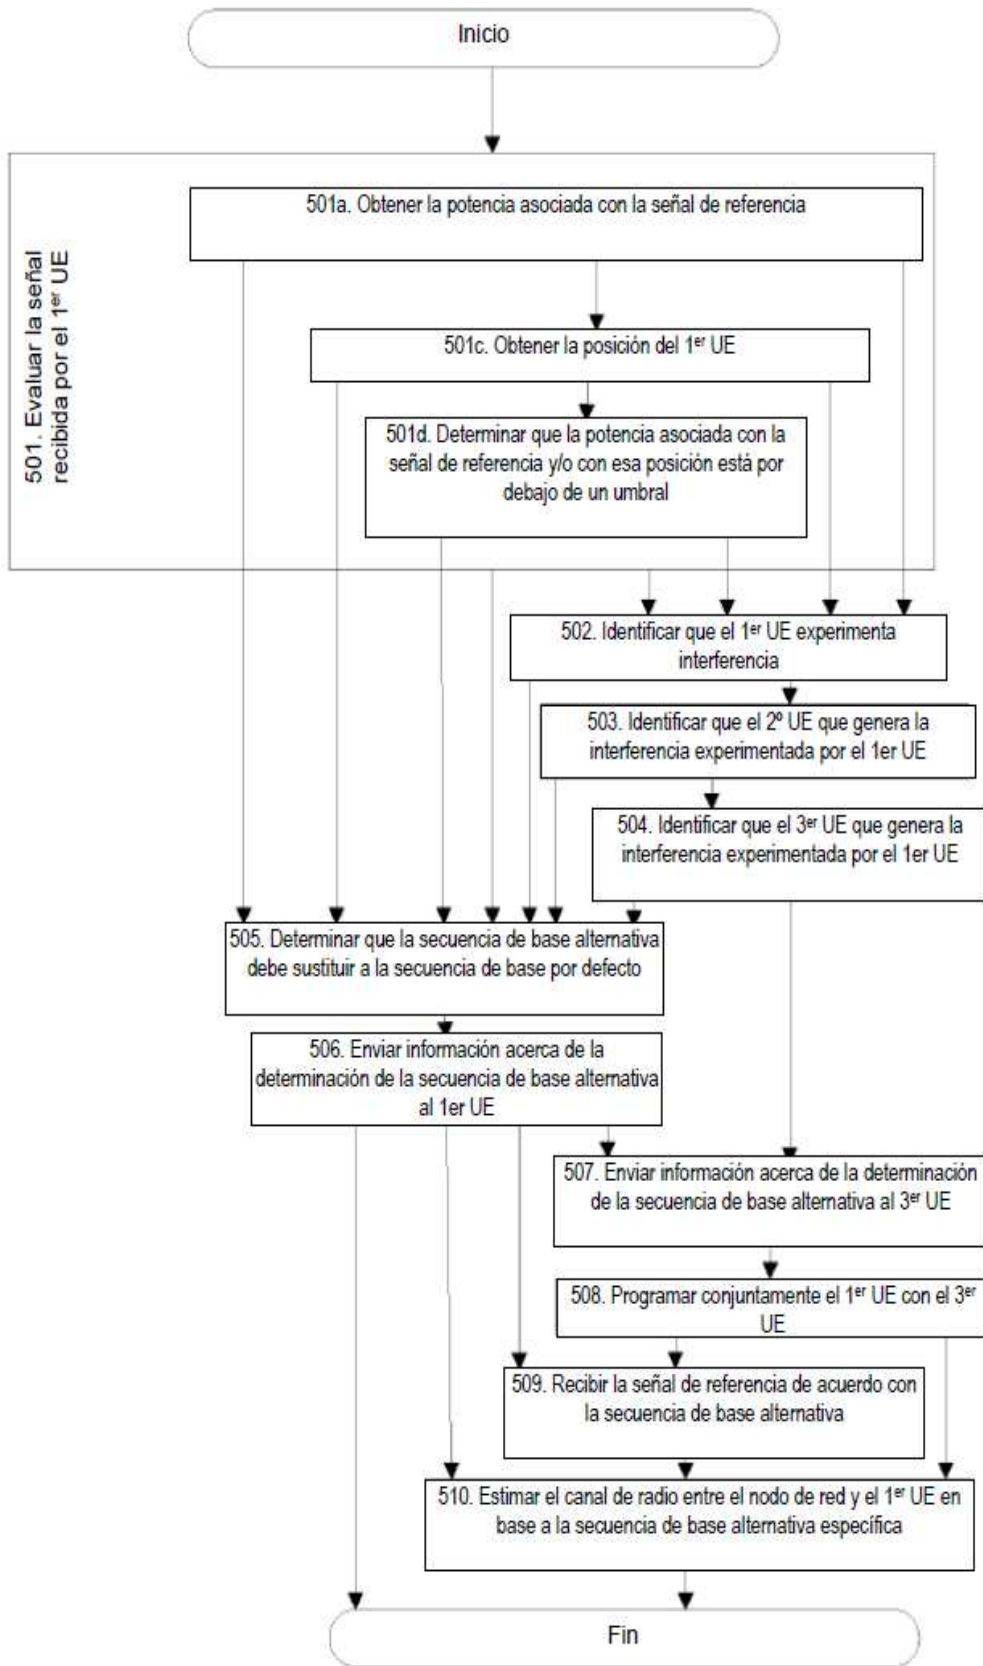 Inicio
501. Evaluar la señal
recibida por el 1er UE
501a. Obtener la potencia asociada con la señal de referencia
501c. Obtener la posición del 1er UE
501d. Determinar que la potencia asociada con la
señal de referencia y/o con esa posición está por
debajo de un umbral
502. Identificar que el 1er UE experimenta
interferencia
503. Identificar que el 2º UE que genera la
interferencia experimentada por el 1er UE
504. Identificar que el 3er UE que genera la
interferencia experimentada por el 1er UE
505. Determinar que la secuencia de base alternativa
debe sustituir a la secuencia de base por defecto
506. Enviar información acerca de la
determinación de la secuencia de base alternativa
al 1er UE
507. Enviar información acerca de la determinación
de la secuencia de base alternativa al 3er UE
508. Programar conjuntamente el 1er UE con el 3er
UE
509. Recibir la señal de referencia de acuerdo con
la secuencia de base alternativa
510. Estimar el canal de radio entre el nodo de red y el 1er UE en
base a la secuencia de base alternativa específica
Fin